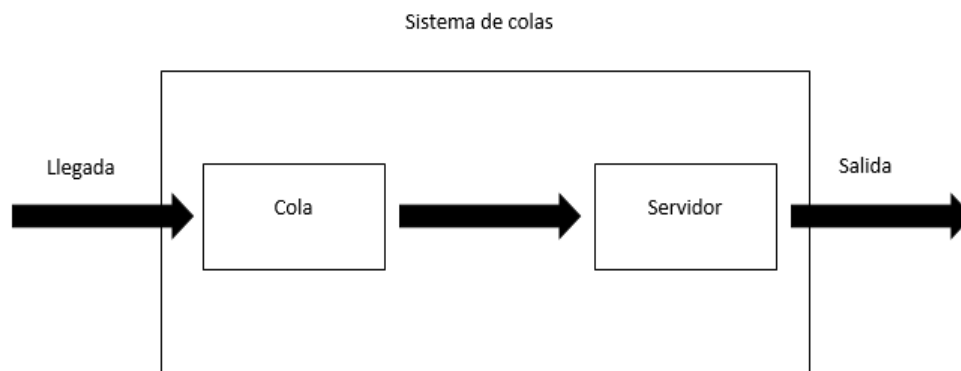 Sistema de colas
Llegada
Cola
Servidor
Salida